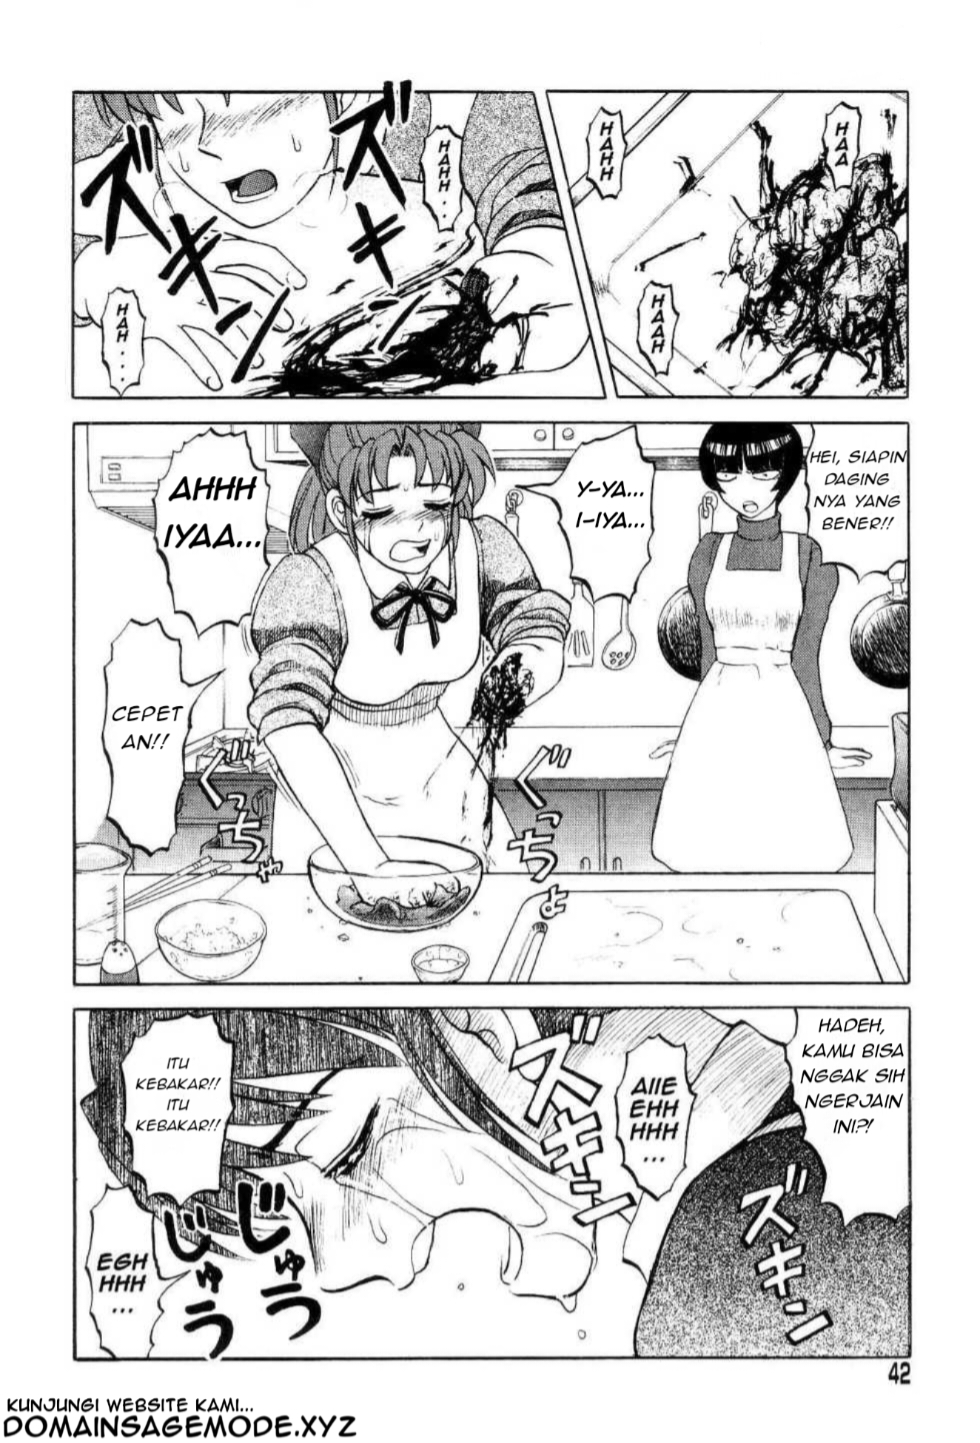 HAA
HAHH
HAAH
ズキン
ズキン
HAHH...
HAH...
HEI, SIAPIN
DAGING
NYA YANG
BENER!!
Y-YA...
I-IYA...
AHHH
IYAA...
CEPET
AN!!
ぐっちょ
ぐっちゃ
HADEH,
KAMU BISA
NGGAK SIH
NGERJAIN
INI?!
AIIE
EHH
HHH
...
ズキン
ズキン
ITU
KEBAKAR!!
ITU
KEBAKAR!!
じゅう
じゅう
EGH
HHH
...
42
KUNJUNGI WEBSITE KAMI...
DOMAINSAGEMODE.XYZ